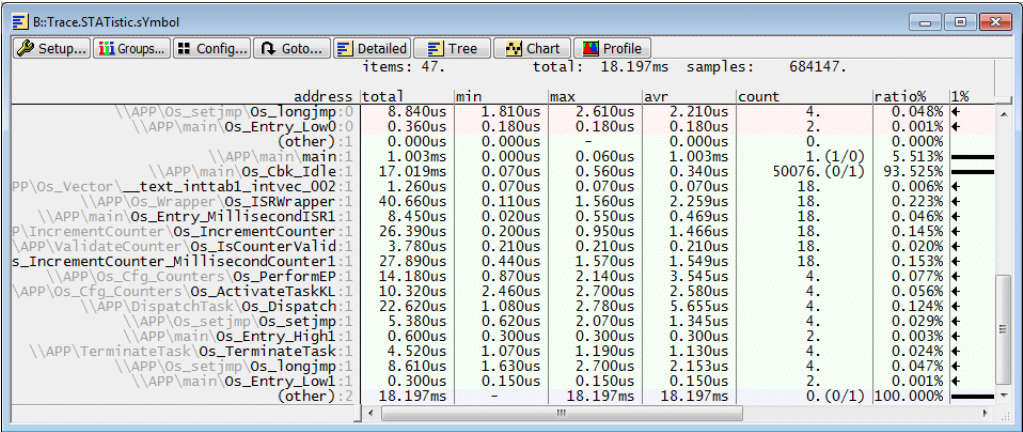 B::Trace.STATistic.sYmbol
Setup... Groups... Config... Goto... Detailed Tree Chart Profile
items: 47. total: 18.197ms samples: 684147.
address total min max avr count ratio% 1%
\\APP\Os_setjmp\Os_longjmp:0 8.840us 1.810us 2.610us 2.210us 4. 0.048%
\\APP\main\Os_Entry_Low0:0 0.360us 0.180us 0.180us 0.180us 2. 0.001%
(other):1 0.000us 0.000us - 0.000us 0. 0.000%
\\APP\main\main:1 1.003ms 0.000us 0.060us 1.003ms 1.(1/0) 5.513%
\\APP\main\Os_Cbk_Idle:1 17.019ms 0.070us 0.560us 0.340us 50076.(0/1) 93.525%
PP\Os_Vector\__text_inttab1_intvec_002:1 1.260us 0.070us 0.070us 0.070us 18. 0.006%
\\APP\Os_Wrapper\Os_ISRWrapper:1 40.660us 0.110us 1.560us 2.259us 18. 0.223%
\\APP\main\Os_Entry_MillisecondISR1:1 8.450us 0.020us 0.550us 0.469us 18. 0.046%
P\IncrementCounter\Os_IncrementCounter:1 26.390us 0.200us 0.950us 1.466us 18. 0.145%
\APP\ValidateCounter\Os_IsCounterValid:1 3.780us 0.210us 0.210us 0.210us 18. 0.020%
s_IncrementCounter_MillisecondCounter1:1 27.890us 0.440us 1.570us 1.549us 18. 0.153%
\\APP\Os_Cfg_Counters\Os_PerformEP:1 14.180us 0.870us 2.140us 3.545us 4. 0.077%
\APP\Os_Cfg_Counters\Os_ActivateTaskKL:1 10.320us 2.460us 2.700us 2.580us 4. 0.056%
\\APP\DispatchTask\Os_Dispatch:1 22.620us 1.080us 2.780us 5.655us 4. 0.124%
\\APP\Os_setjmp\Os_setjmp:1 5.380us 0.620us 2.070us 1.345us 4. 0.029%
\\APP\main\Os_Entry_High1:1 0.600us 0.300us 0.300us 0.300us 2. 0.003%
\\APP\TerminateTask\Os_TerminateTask:1 4.520us 1.070us 1.190us 1.130us 4. 0.024%
\\APP\Os_setjmp\Os_longjmp:1 8.610us 1.630us 2.700us 2.153us 4. 0.047%
\\APP\main\Os_Entry_Low1:1 0.300us 0.150us 0.150us 0.150us 2. 0.001%
(other):2 18.197ms - 18.197ms 18.197ms 0.(0/1) 100.000%